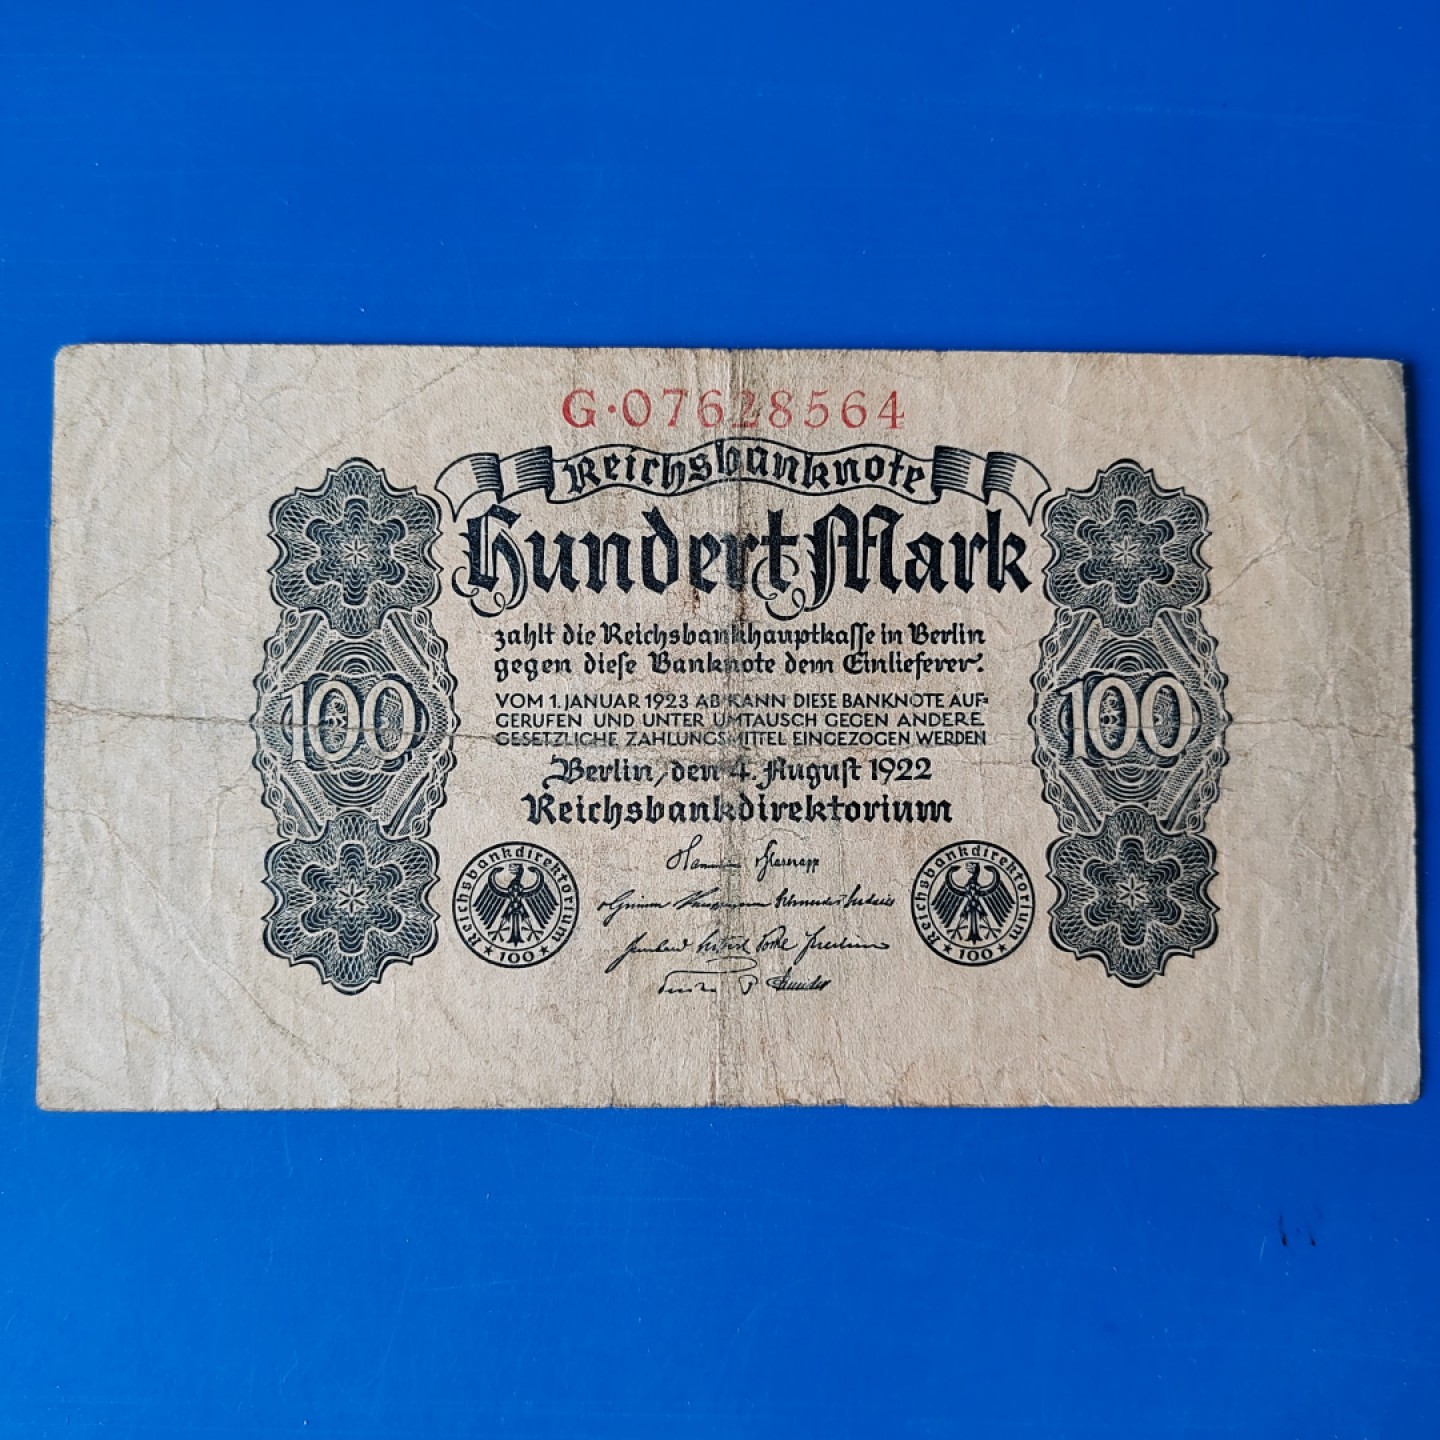 G·07628564
Reichsbanknote
Hundert Mark
zahlt die Reichsbankhauptkasse in Berlin
gegen diese Banknote dem Einlieferer.
VOM 1. JANUAR 1923 AB KANN DIESE BANKNOTE AUF-
GERUFEN UND UNTER UMTAUSCH GEGEN ANDERE
GESETZLICHE ZAHLUNGSMITTEL EINGEZOGEN WERDEN
100
100
Berlin, den 4. August 1922
Reichsbankdirektorium
Reichsbankdirektorium
★ 100 ★
Reichsbankdirektorium
★ 100 ★